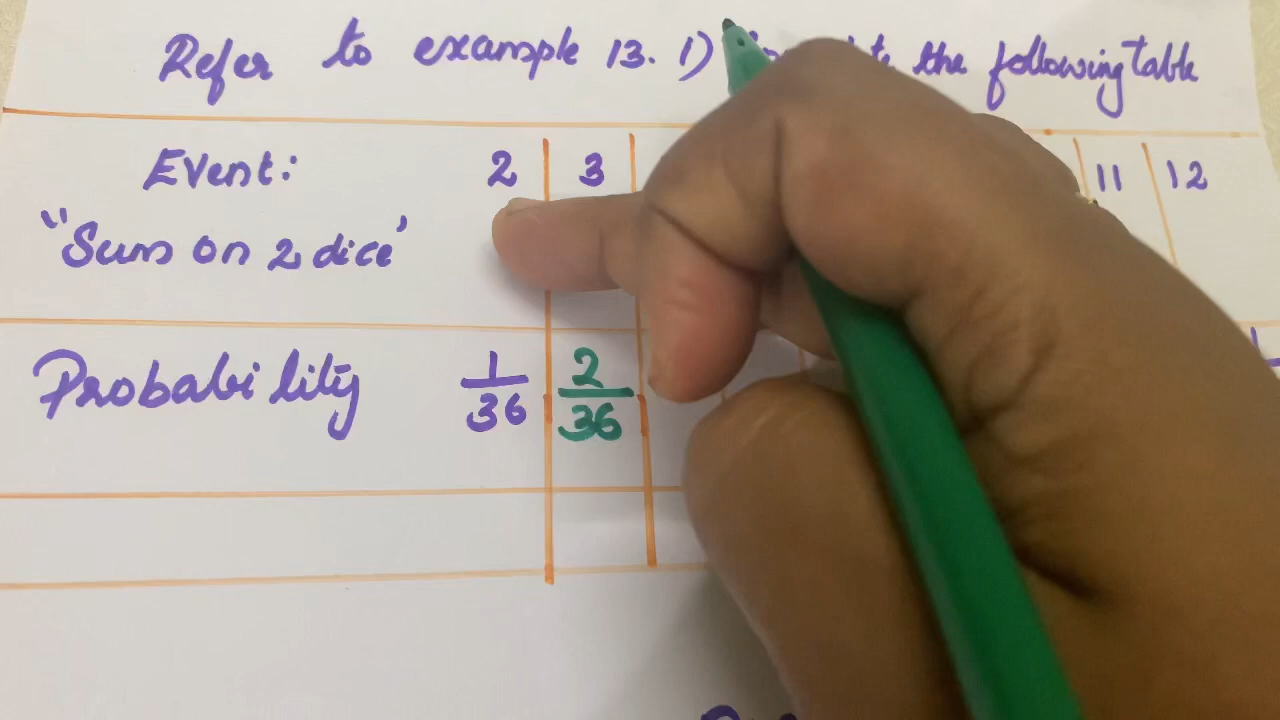 Refer to example 13. 1) the following table
Event: 2 3 11 12
"Sum on 2 dice'
Probability 1/36 2/36